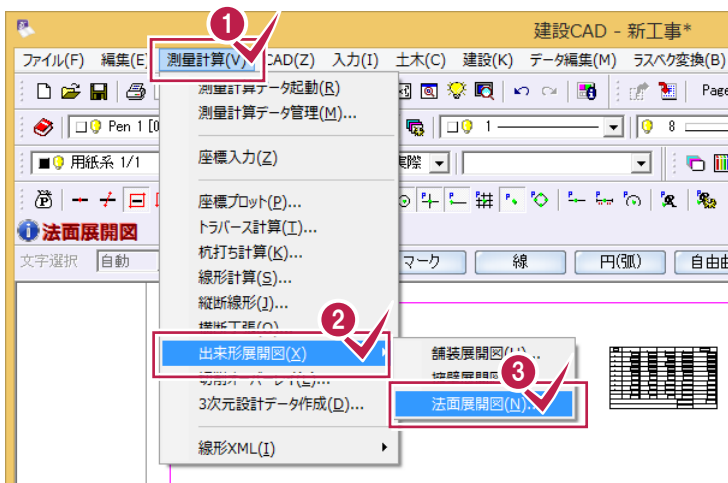 1
建設CAD - 新工事*
ファイル(F) 編集(E) 測量計算(V) CAD(Z) 入力(I) 土木(C) 建設(K) データ編集(M) ラスベク変換(B)
測量計算データ起動(R)
測量計算データ管理(M)...
座標入力(Z)
座標プロット(P)...
トラバース計算(T)...
杭打ち計算(K)...
線形計算(S)...
縦断線形(J)...
横断工張(O)...
2
出来形展開図(X)
3次元設計データ作成(D)...
線形XML(I)
舗装展開図
3
法面展開図(N)...
Page
Pen 1 [0
1
8
用紙系 1/1
実際
法面展開図
文字選択 自動
マーク 線 円(弧) 自由曲